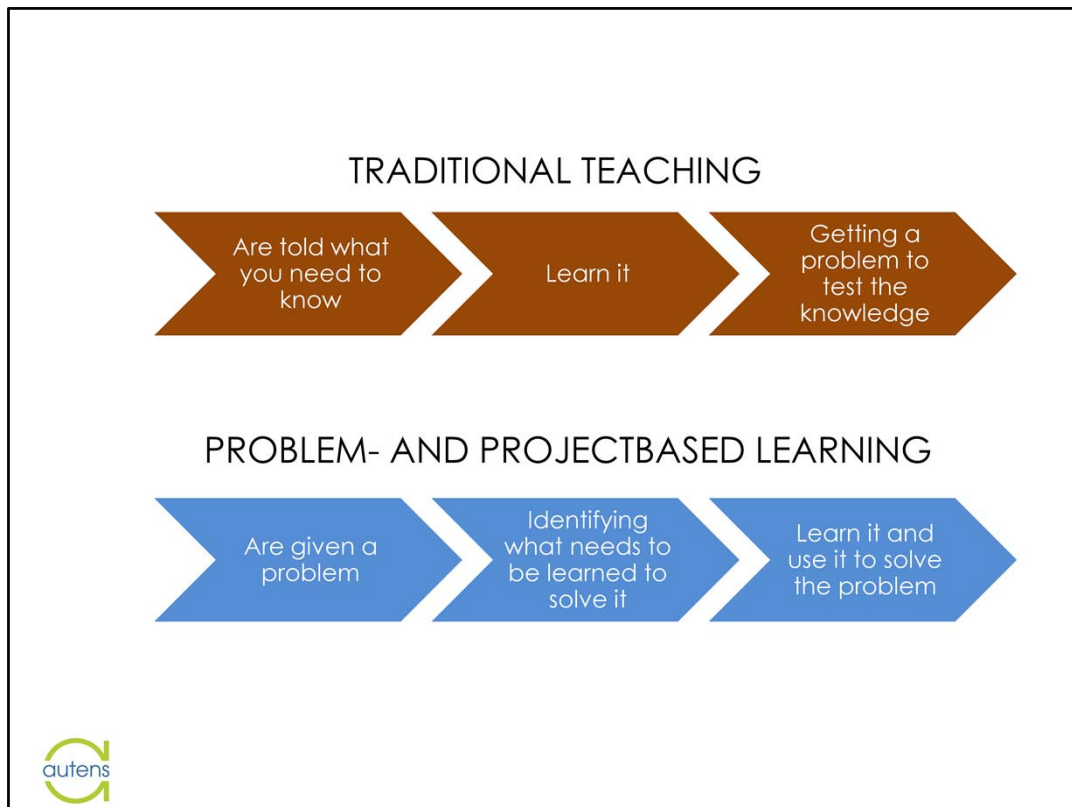 TRADITIONAL TEACHING
Are told what
you need to
know
Learn it
Getting a
problem to
test the
knowledge
PROBLEM- AND PROJECTBASED LEARNING
Are given a
problem
Identifying
what needs to
be learned to
solve it
Learn it and
use it to solve
the problem
autens